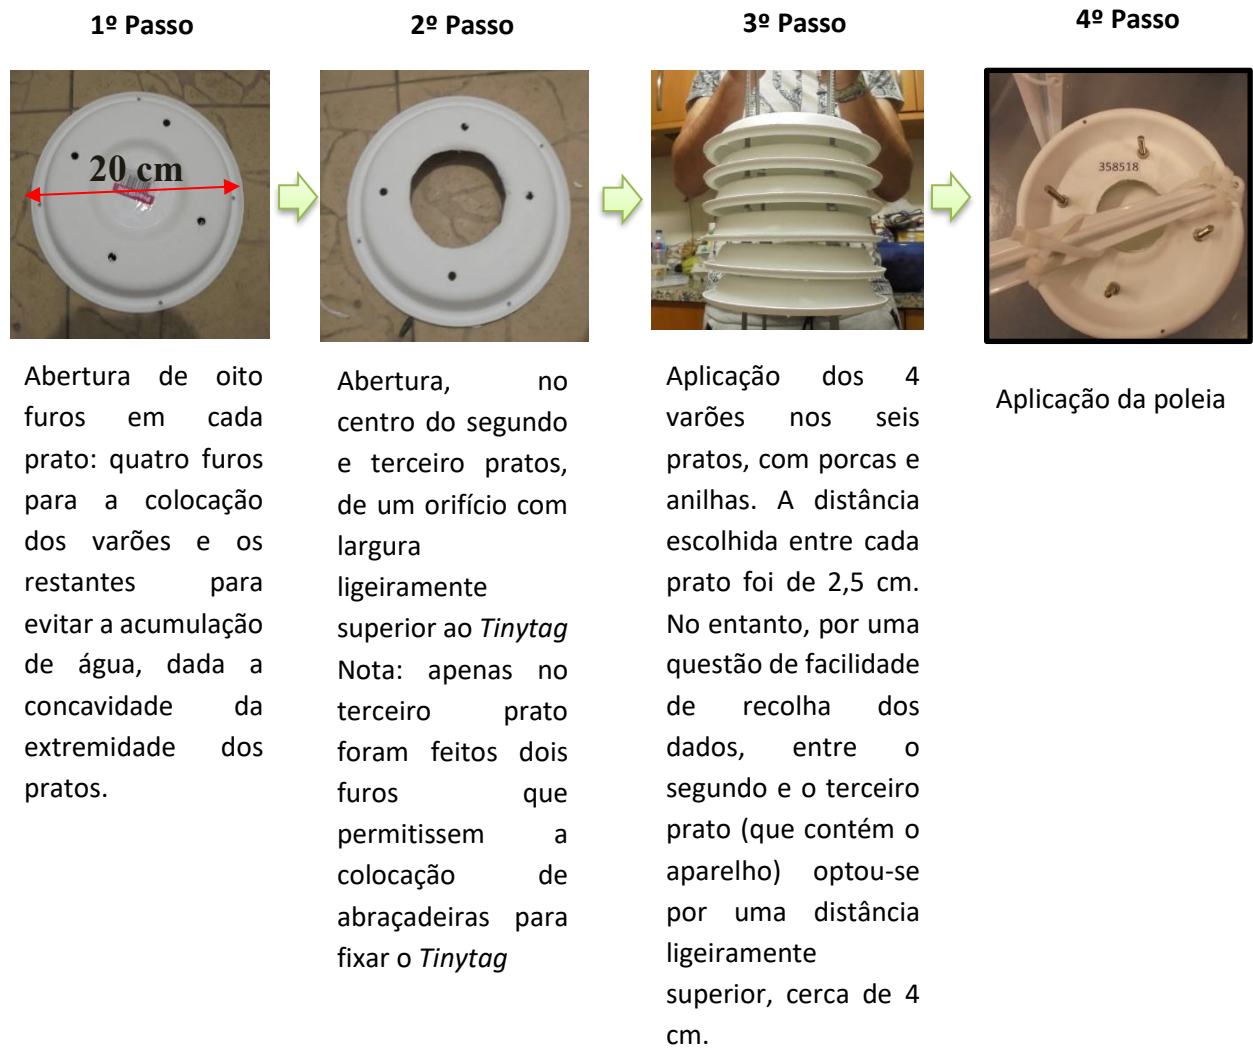 1º Passo
2º Passo
3º Passo
4º Passo
20 cm
358518
Abertura de oito
furos em cada
prato: quatro furos
para a colocação
dos varões e os
restantes para
evitar a acumulação
de água, dada a
concavidade da
extremidade dos
pratos.
Abertura, no
centro do segundo
e terceiro pratos,
de um orifício com
largura
ligeiramente
superior ao Tinytag
Nota: apenas no
terceiro prato
foram feitos dois
furos que
permitissem a
colocação de
abraçadeiras para
fixar o Tinytag
Aplicação dos 4
varões nos seis
pratos, com porcas e
anilhas. A distância
escolhida entre cada
prato foi de 2,5 cm.
No entanto, por uma
questão de facilidade
de recolha dos
dados, entre o
segundo e o terceiro
prato (que contém o
aparelho) optou-se
por uma distância
ligeiramente
superior, cerca de 4
cm.
Aplicação da poleia